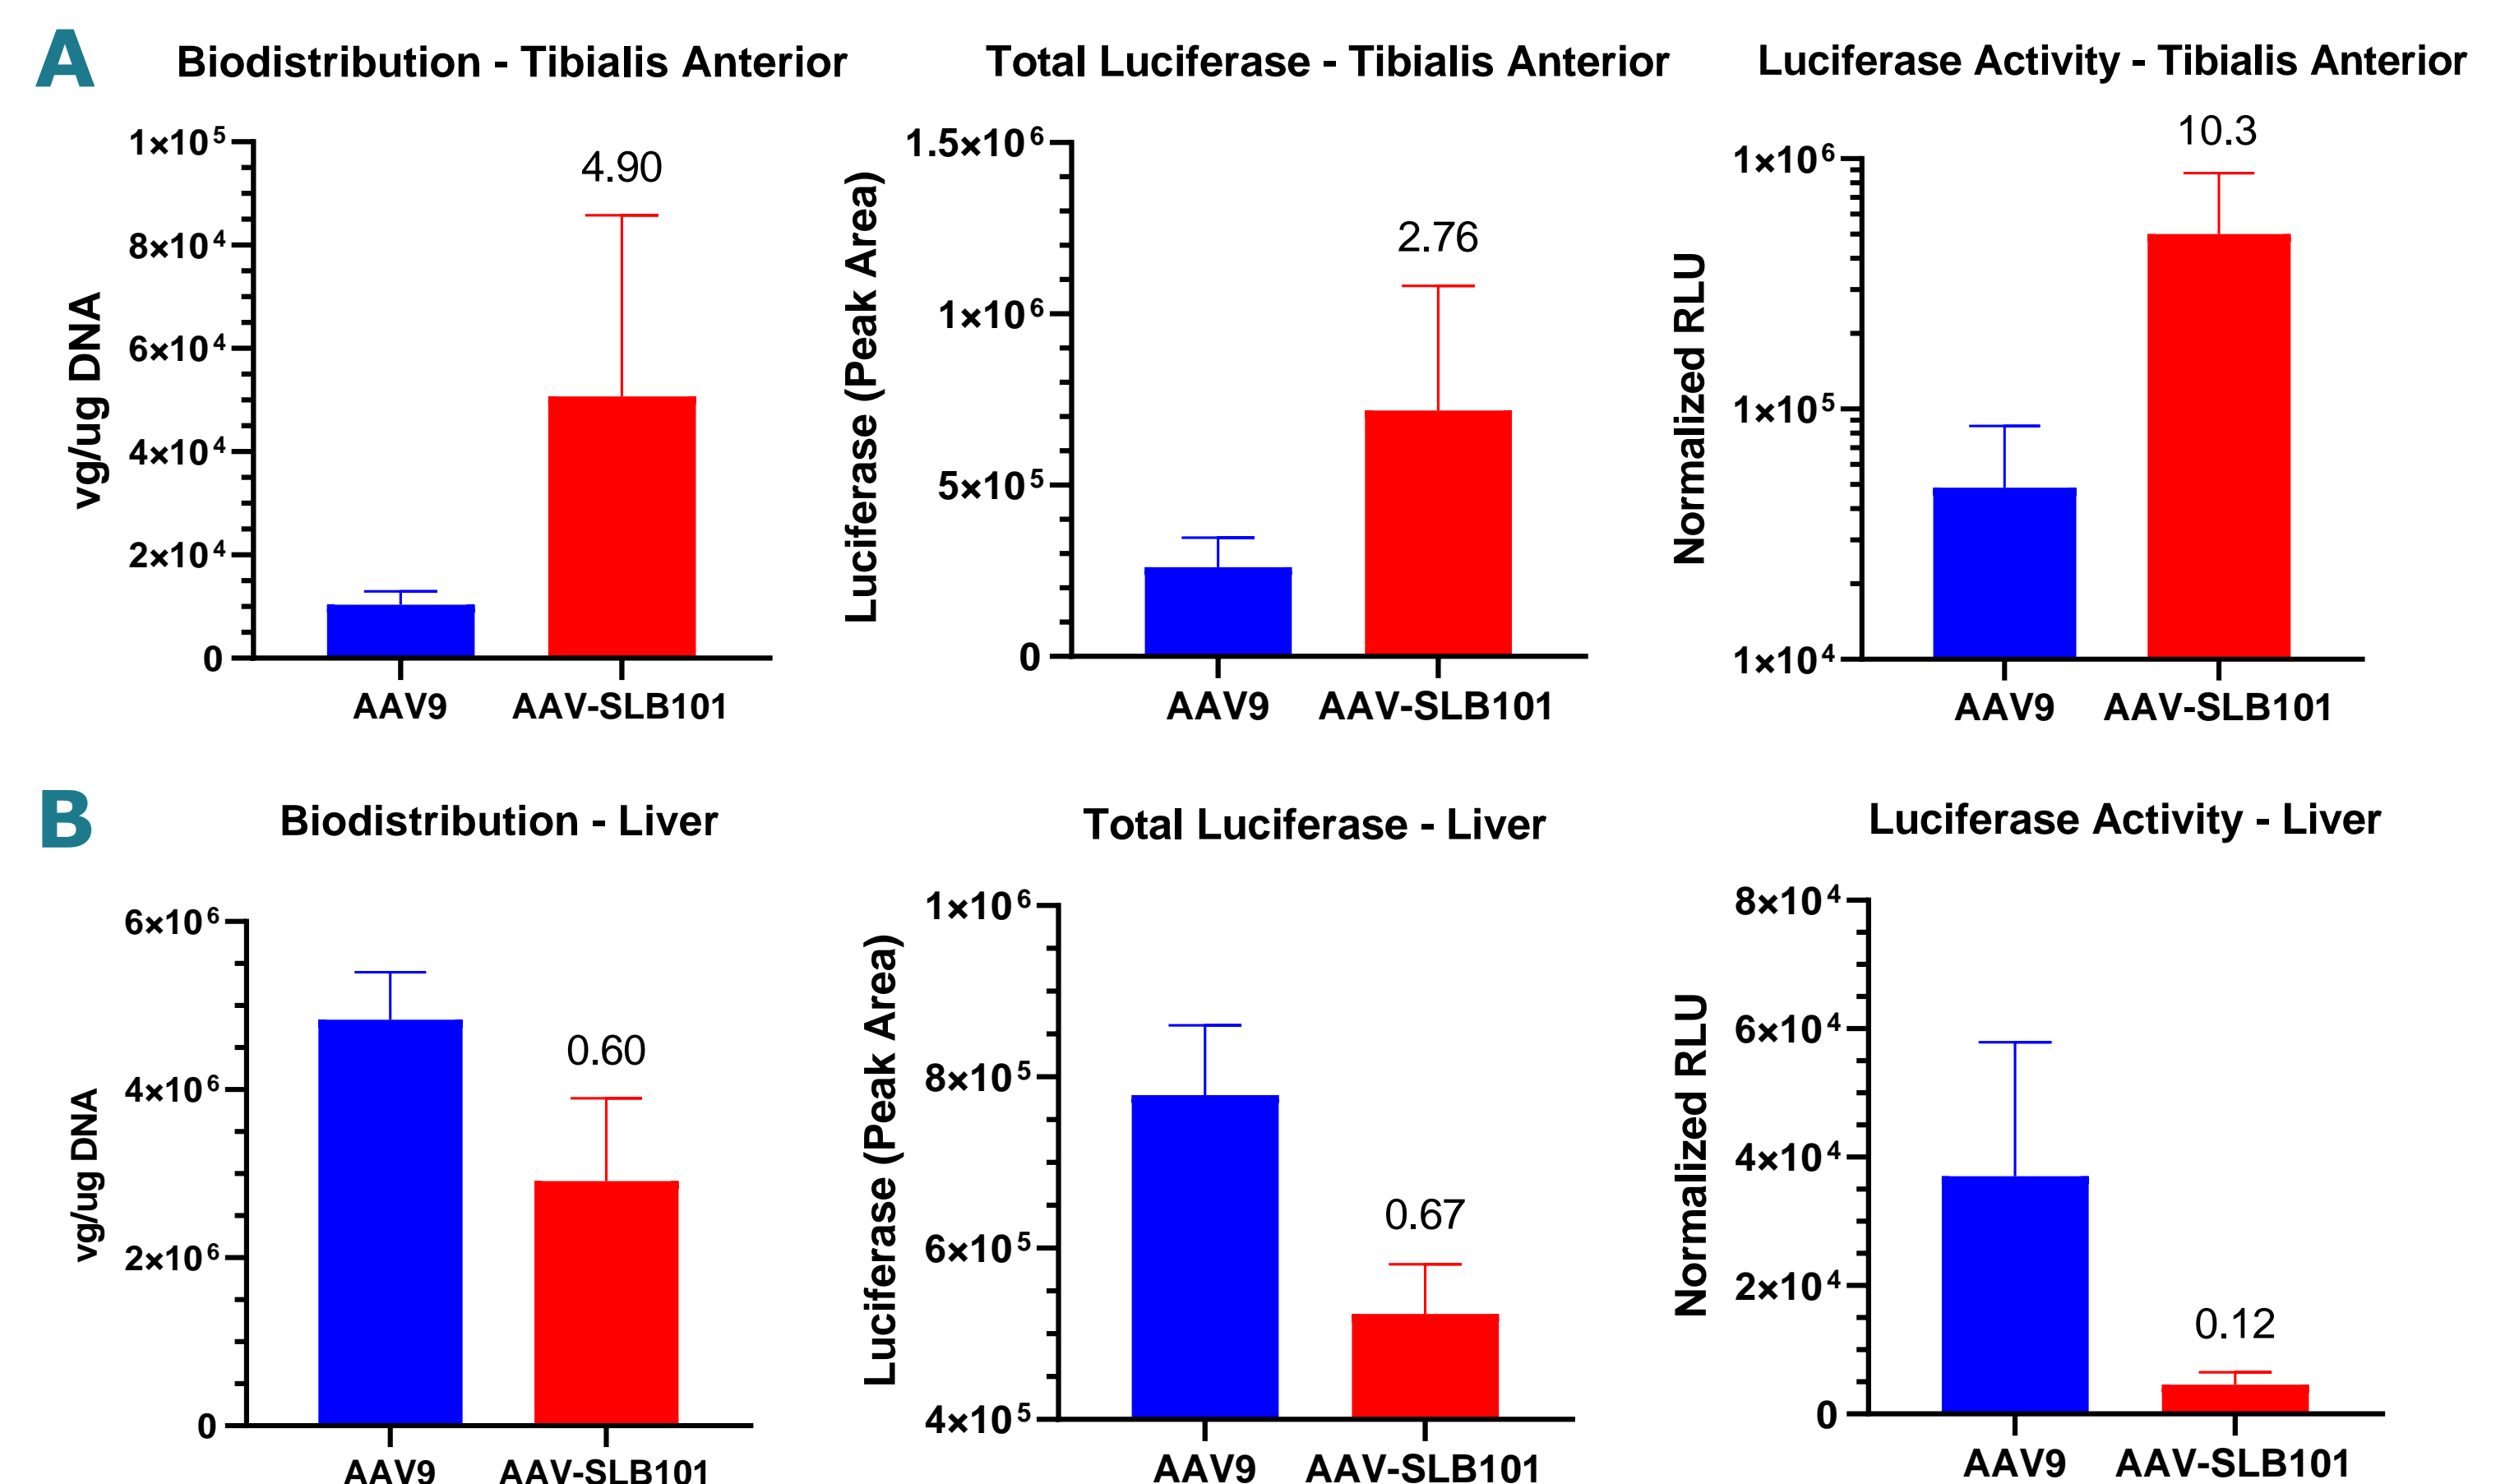 A
Biodistribution - Tibialis Anterior
vg/ug DNA
1×10⁵
8×10⁴
6×10⁴
4×10⁴
2×10⁴
0
4.90
AAV9
AAV-SLB101
Total Luciferase - Tibialis Anterior
Luciferase (Peak Area)
1.5×10⁶
1×10⁶
5×10⁵
0
2.76
AAV9
AAV-SLB101
Luciferase Activity - Tibialis Anterior
Normalized RLU
1×10⁶
1×10⁵
1×10⁴
10.3
AAV9
AAV-SLB101
B
Biodistribution - Liver
vg/ug DNA
6×10⁶
4×10⁶
2×10⁶
0
0.60
AAV9
AAV-SLB101
Total Luciferase - Liver
Luciferase (Peak Area)
1×10⁶
8×10⁵
6×10⁵
4×10⁵
0.67
AAV9
AAV-SLB101
Luciferase Activity - Liver
Normalized RLU
8×10⁴
6×10⁴
4×10⁴
2×10⁴
0
0.12
AAV9
AAV-SLB101